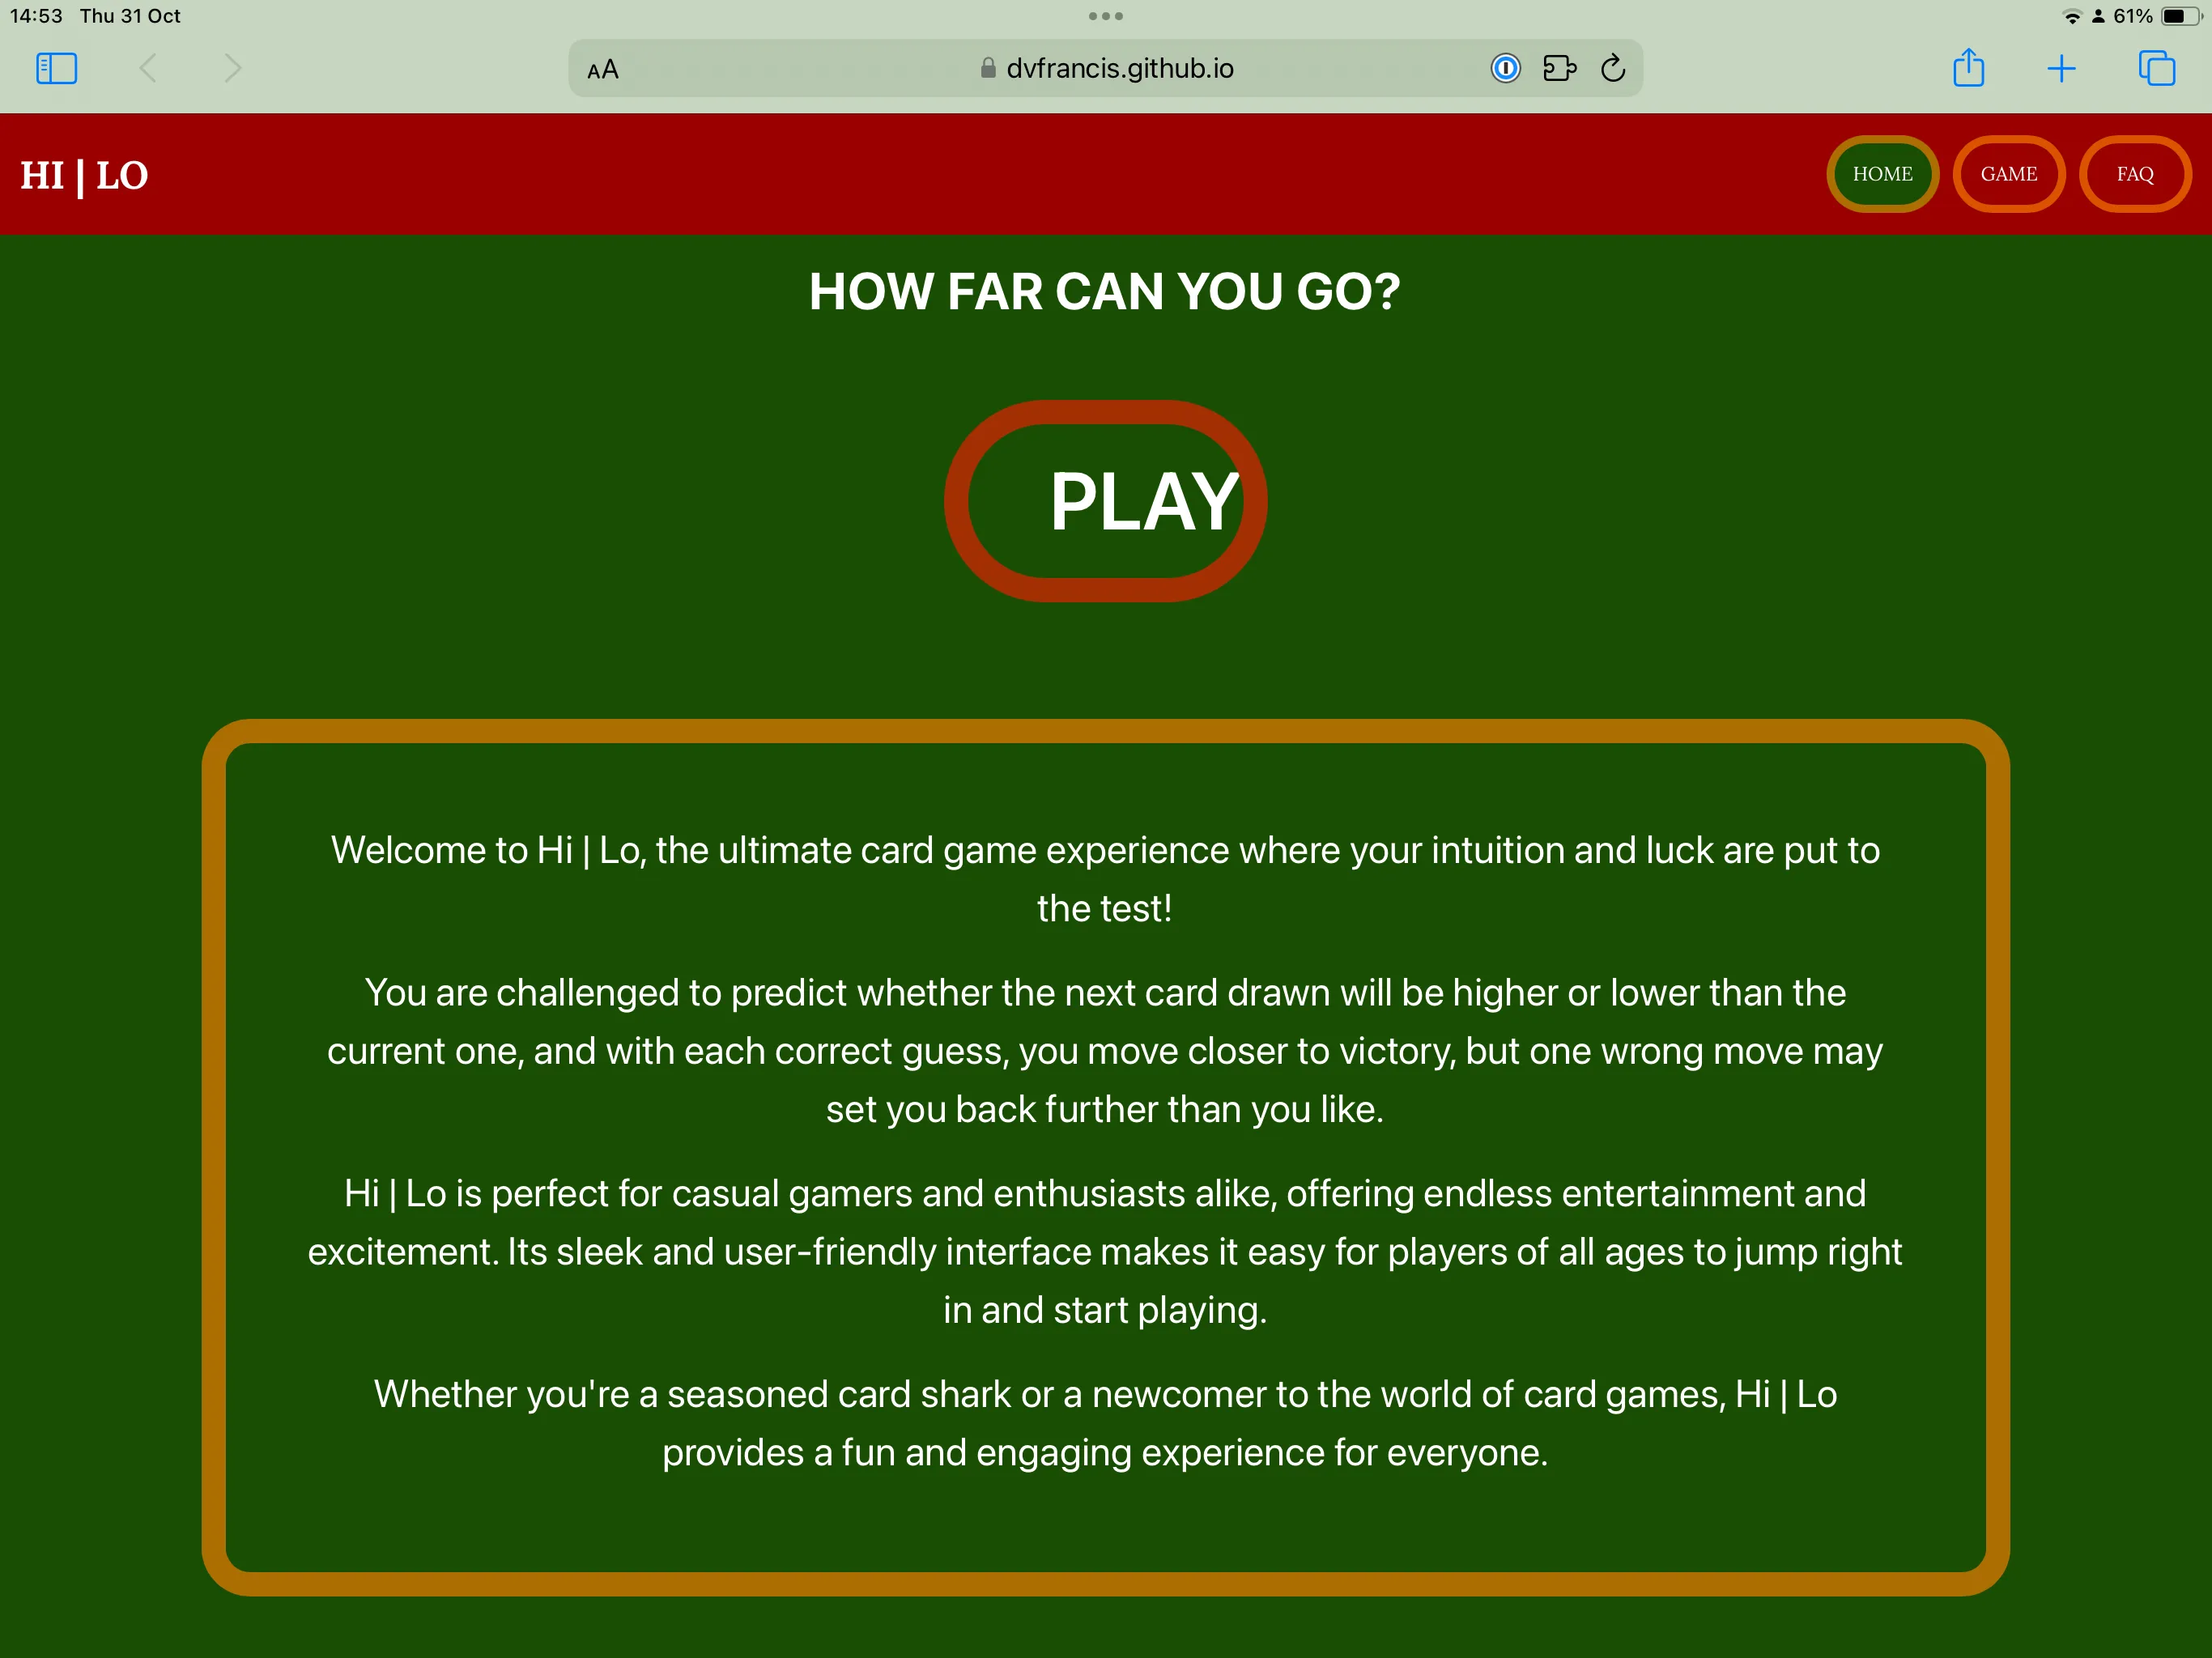 14:53 Thu 31 Oct
61%
AA
dvfrancis.github.io
HI | LO
HOME
GAME
FAQ
HOW FAR CAN YOU GO?
PLAY
Welcome to Hi | Lo, the ultimate card game experience where your intuition and luck are put to
the test!
You are challenged to predict whether the next card drawn will be higher or lower than the
current one, and with each correct guess, you move closer to victory, but one wrong move may
set you back further than you like.
Hi | Lo is perfect for casual gamers and enthusiasts alike, offering endless entertainment and
excitement. Its sleek and user-friendly interface makes it easy for players of all ages to jump right
in and start playing.
Whether you're a seasoned card shark or a newcomer to the world of card games, Hi | Lo
provides a fun and engaging experience for everyone.